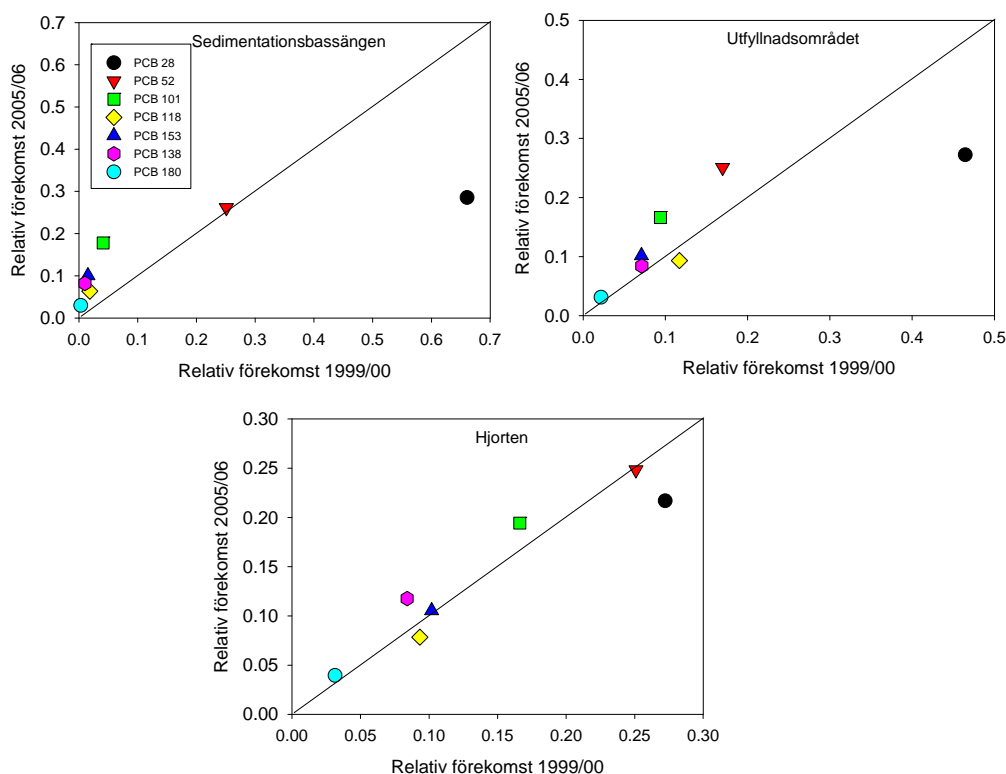 Sedimentationsbassängen
0.7
0.6
0.5
0.4
0.3
0.2
0.1
0.0
Relativ förekomst 2005/06
PCB 28
PCB 52
PCB 101
PCB 118
PCB 153
PCB 138
PCB 180
0.0 0.1 0.2 0.3 0.4 0.5 0.6 0.7
Relativ förekomst 1999/00
Utfyllnadsområdet
0.5
0.4
0.3
0.2
0.1
0.0
Relativ förekomst 2005/06
0.0 0.1 0.2 0.3 0.4 0.5
Relativ förekomst 1999/00
Hjorten
0.30
0.25
0.20
0.15
0.10
0.05
0.00
Relativ förekomst 2005/06
0.00 0.05 0.10 0.15 0.20 0.25 0.30
Relativ förekomst 1999/00